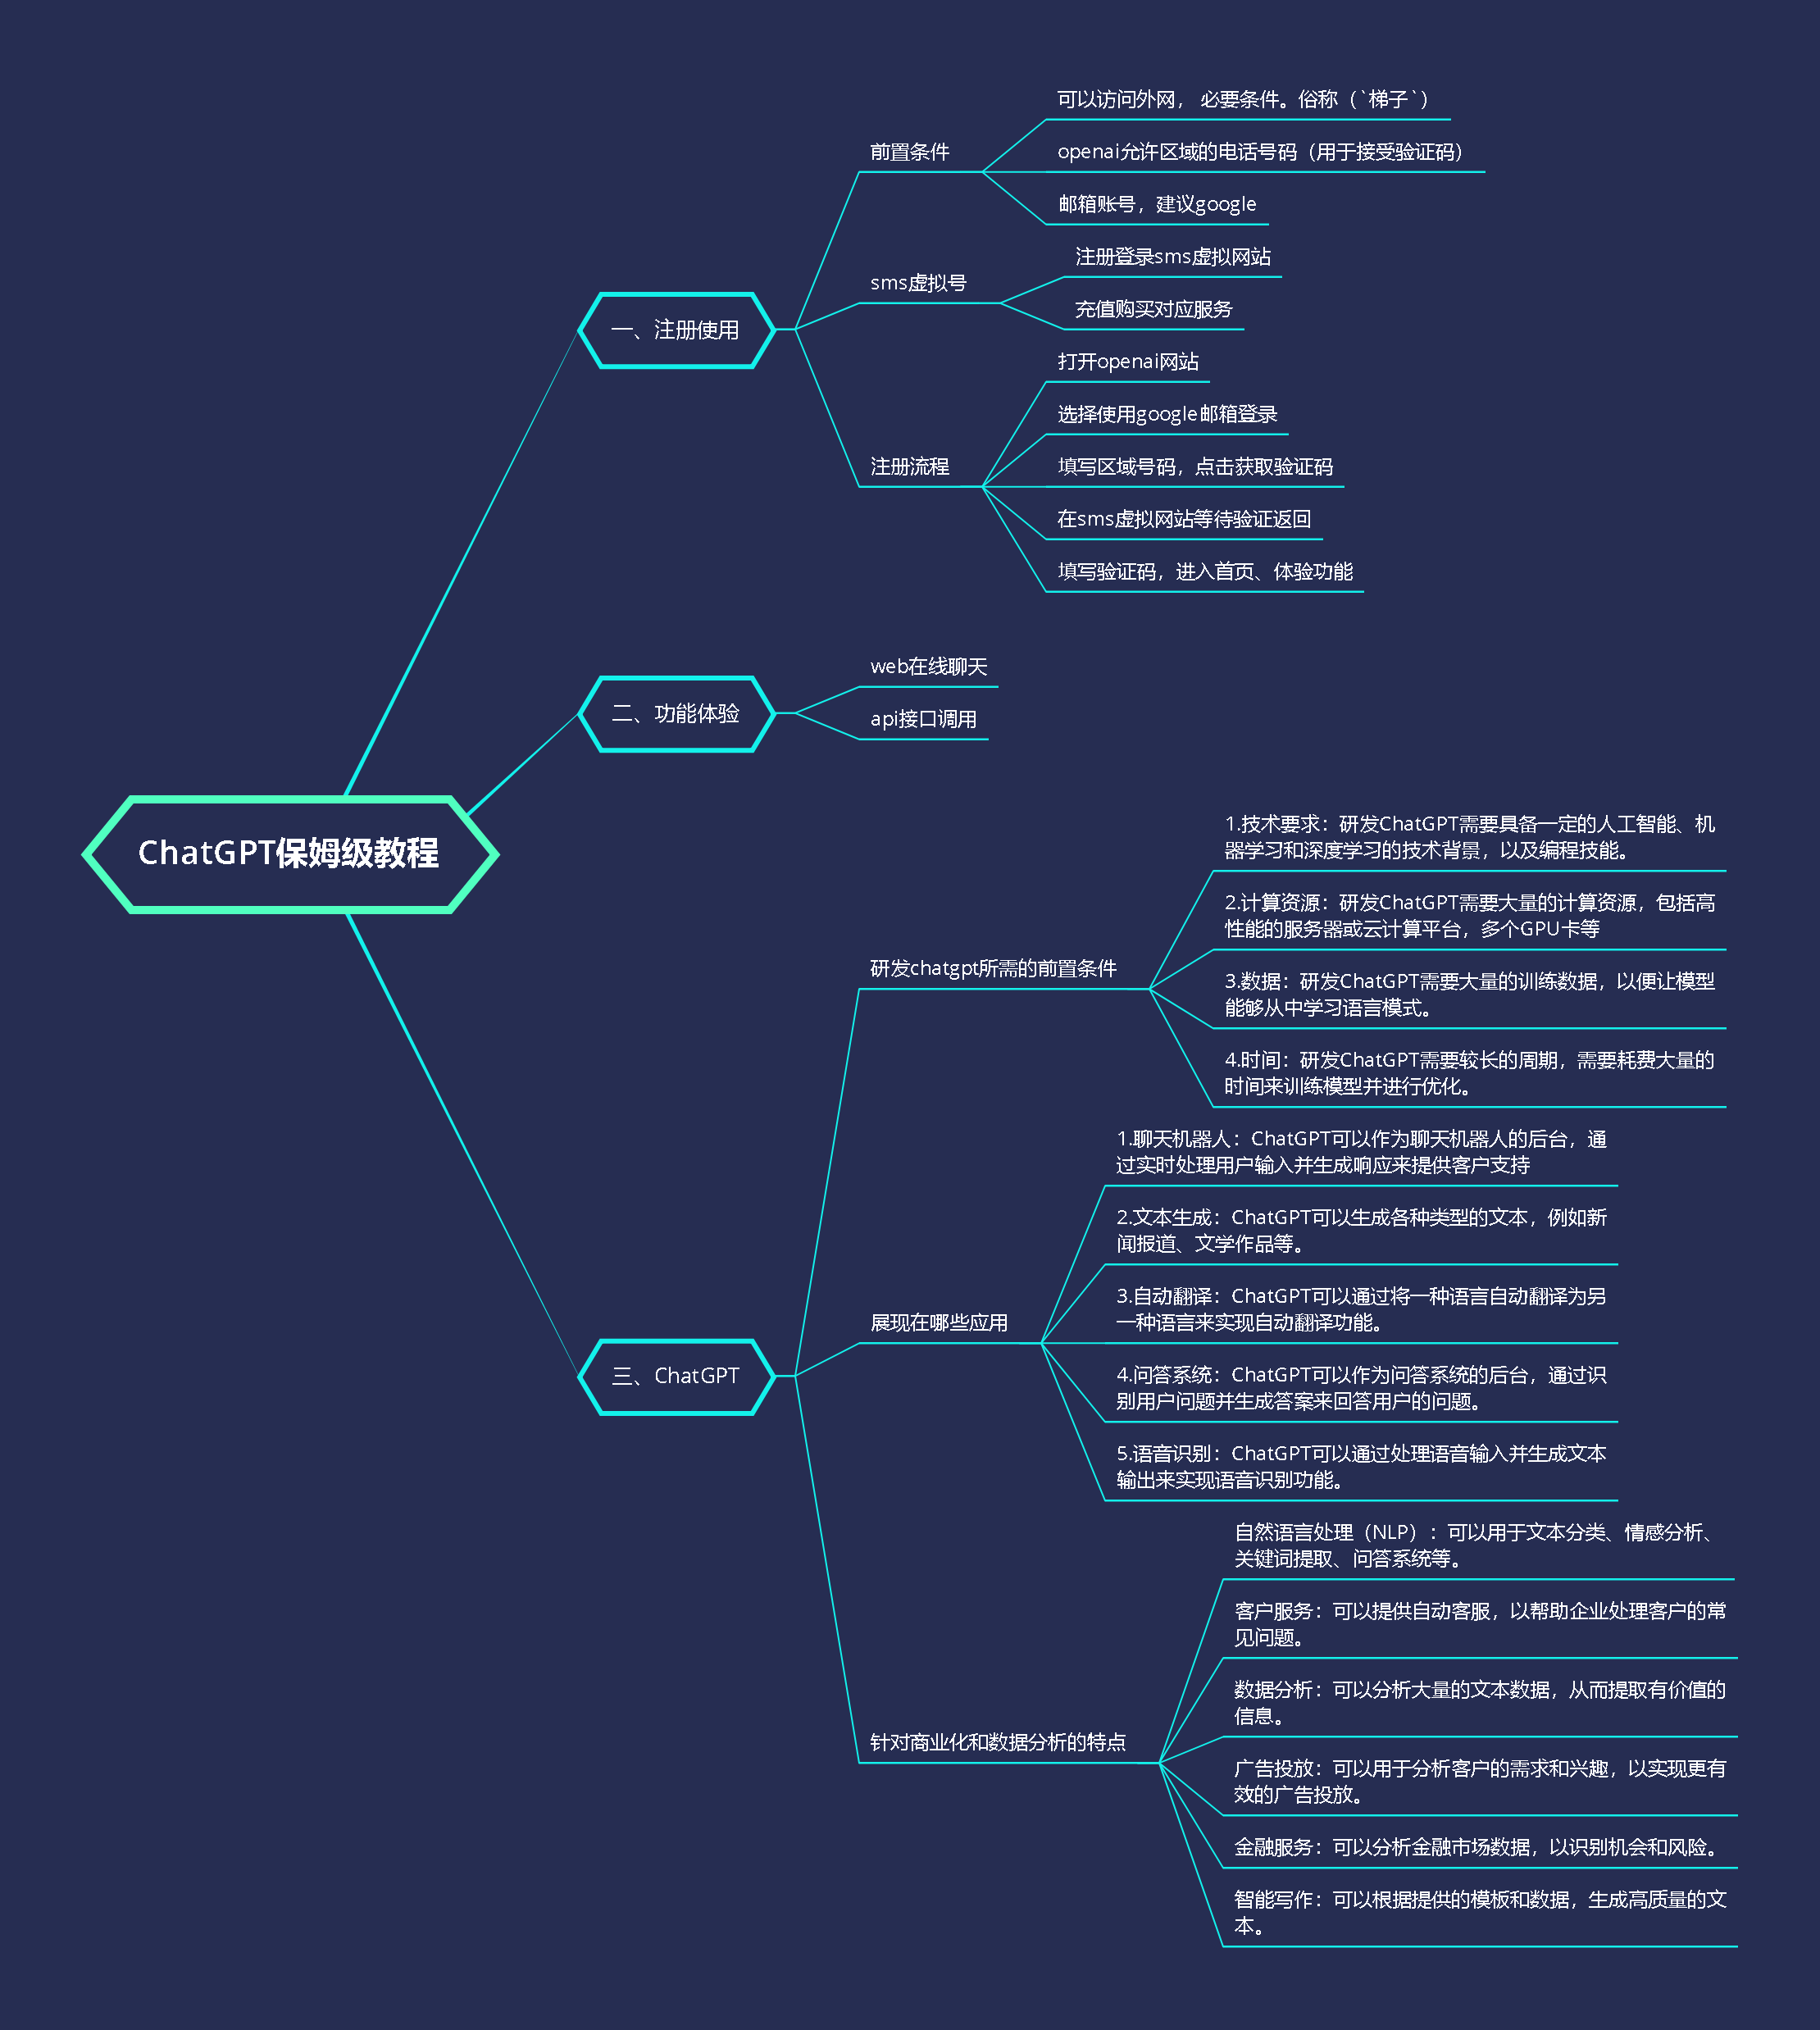 ChatGPT保姆级教程
一、注册使用
前置条件
可以访问外网， 必要条件。俗称（`梯子`）
openai允许区域的电话号码（用于接受验证码）
邮箱账号，建议google
sms虚拟号
注册登录sms虚拟网站
充值购买对应服务
注册流程
打开openai网站
选择使用google邮箱登录
填写区域号码，点击获取验证码
在sms虚拟网站等待验证返回
填写验证码，进入首页、体验功能
二、功能体验
web在线聊天
api接口调用
三、ChatGPT
研发chatgpt所需的前置条件
1.技术要求：研发ChatGPT需要具备一定的人工智能、机
器学习和深度学习的技术背景，以及编程技能。
2.计算资源：研发ChatGPT需要大量的计算资源，包括高
性能的服务器或云计算平台，多个GPU卡等
3.数据：研发ChatGPT需要大量的训练数据，以便让模型
能够从中学习语言模式。
4.时间：研发ChatGPT需要较长的周期，需要耗费大量的
时间来训练模型并进行优化。
展现在哪些应用
1.聊天机器人：ChatGPT可以作为聊天机器人的后台，通
过实时处理用户输入并生成响应来提供客户支持
2.文本生成：ChatGPT可以生成各种类型的文本，例如新
闻报道、文学作品等。
3.自动翻译：ChatGPT可以通过将一种语言自动翻译为另
一种语言来实现自动翻译功能。
4.问答系统：ChatGPT可以作为问答系统的后台，通过识
别用户问题并生成答案来回答用户的问题。
5.语音识别：ChatGPT可以通过处理语音输入并生成文本
输出来实现语音识别功能。
针对商业化和数据分析的特点
自然语言处理（NLP）：可以用于文本分类、情感分析、
关键词提取、问答系统等。
客户服务：可以提供自动客服，以帮助企业处理客户的常
见问题。
数据分析：可以分析大量的文本数据，从而提取有价值的
信息。
广告投放：可以用于分析客户的需求和兴趣，以实现更有
效的广告投放。
金融服务：可以分析金融市场数据，以识别机会和风险。
智能写作：可以根据提供的模板和数据，生成高质量的文
本。